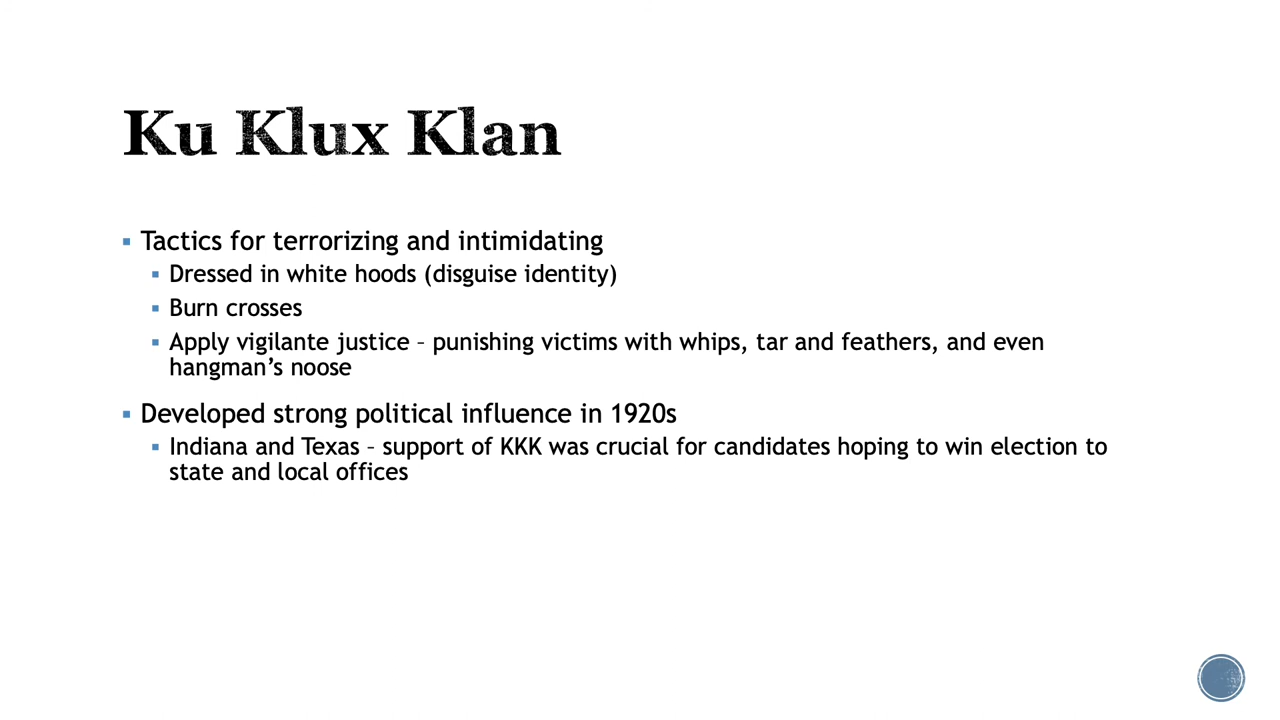 Ku Klux Klan
▪ Tactics for terrorizing and intimidating
▪ Dressed in white hoods (disguise identity)
▪ Burn crosses
▪ Apply vigilante justice – punishing victims with whips, tar and feathers, and even
hangman’s noose
▪ Developed strong political influence in 1920s
▪ Indiana and Texas – support of KKK was crucial for candidates hoping to win election to
state and local offices